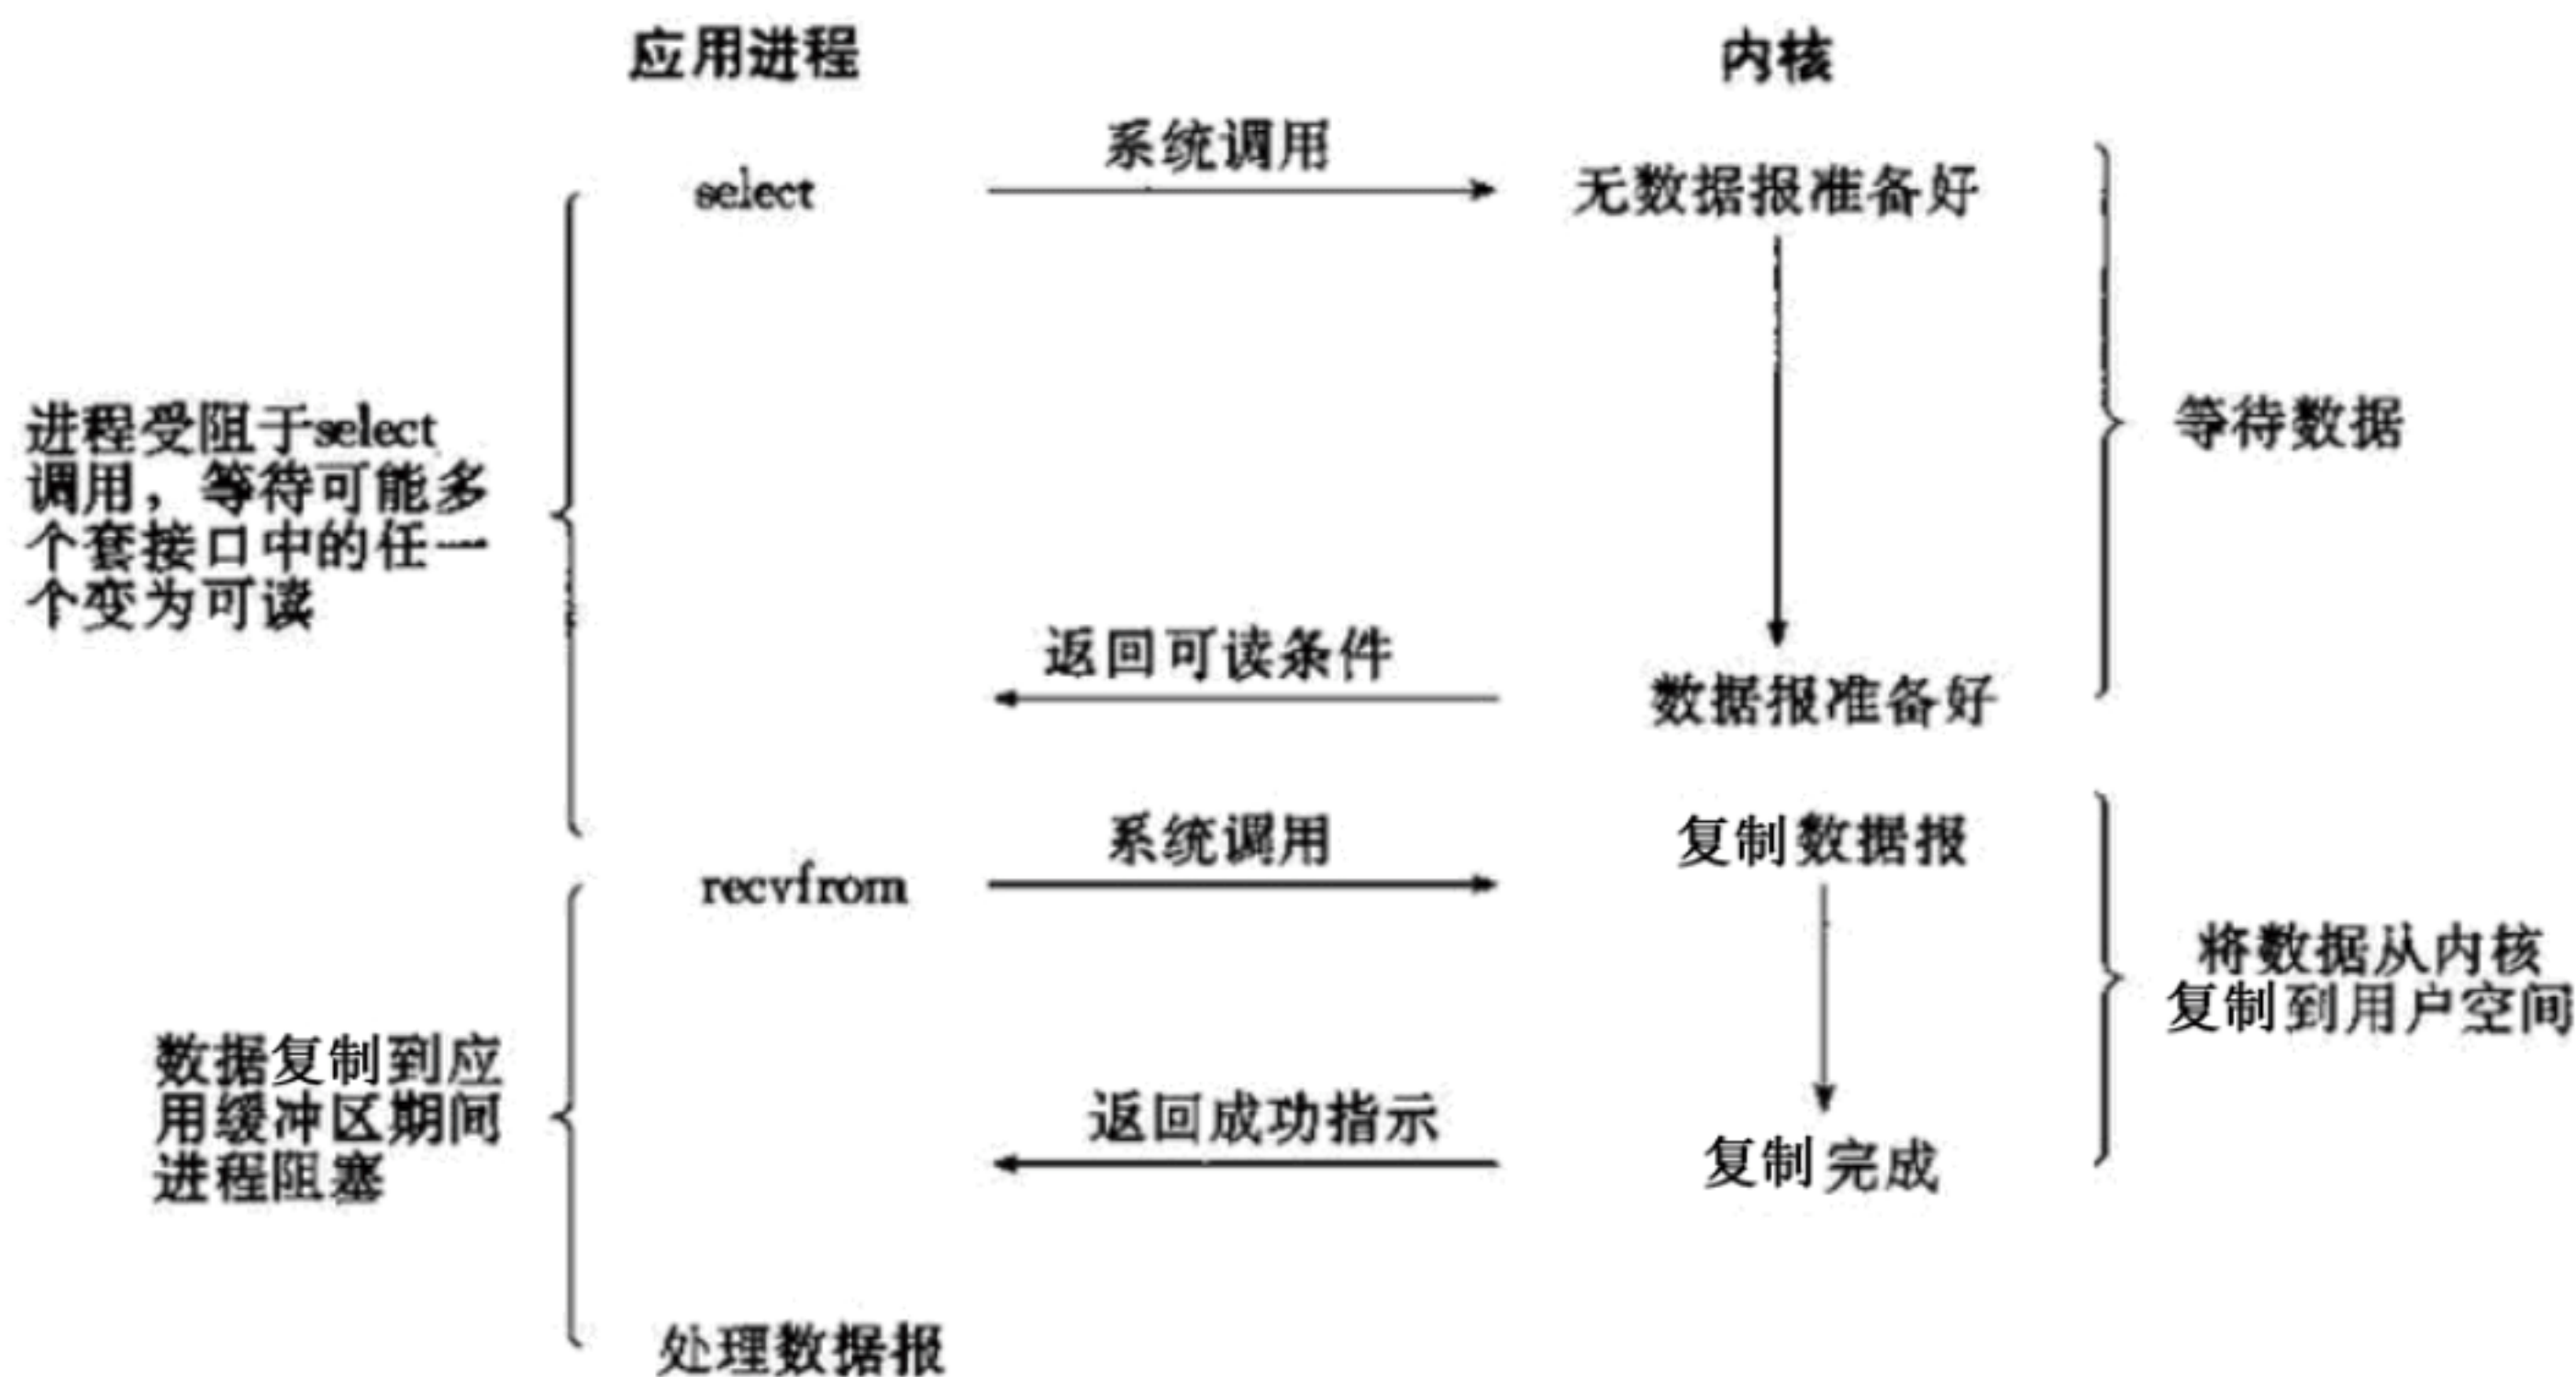 应用进程
内核
系统调用
select
无数据报准备好
进程受阻于select
调用，等待可能多
个套接口中的任一
个变为可读
等待数据
返回可读条件
数据报准备好
系统调用
复制数据报
recvfrom
将数据从内核
复制到用户空间
数据复制到应
用缓冲区期间
进程阻塞
返回成功指示
复制完成
处理数据报